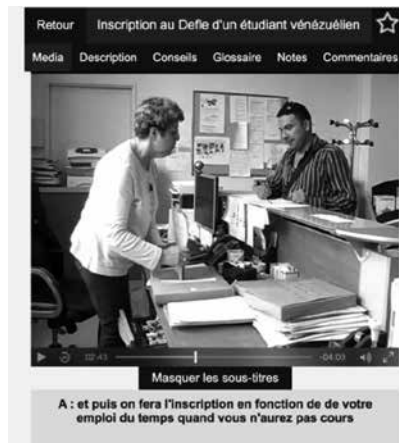 Retour Inscription au Defle d'un étudiant vénézuélien
Media Description Conseils Glossaire Notes Commentaires
02:43 -04:03
Masquer les sous-titres
A : et puis on fera l'inscription en fonction de de votre
emploi du temps quand vous n'aurez pas cours